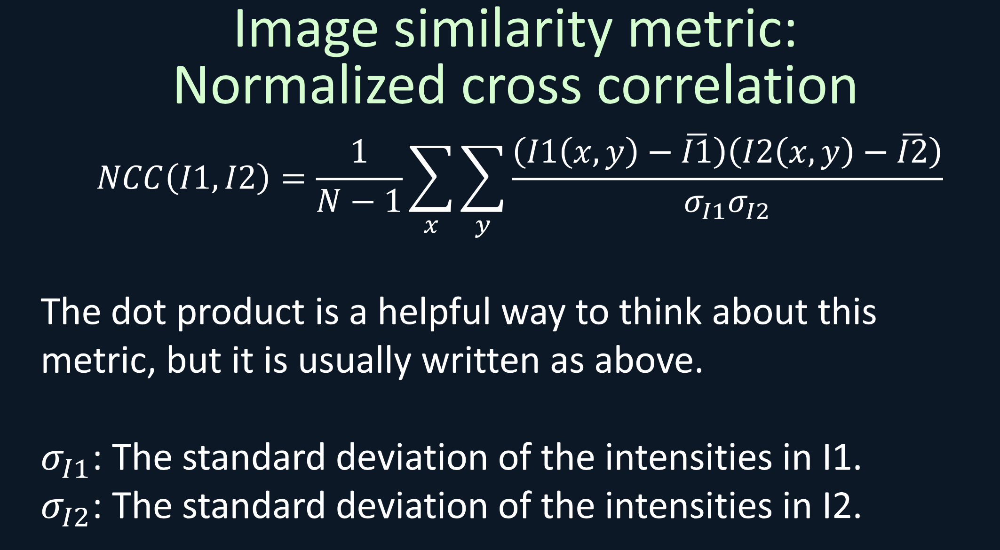 Image similarity metric:
Normalized cross correlation
$NCC(I1, I2) = \frac{1}{N-1} \sum_{x} \sum_{y} \frac{(I1(x,y) - \overline{I1})(I2(x,y) - \overline{I2})}{\sigma_{I1}\sigma_{I2}}$
The dot product is a helpful way to think about this
metric, but it is usually written as above.
$\sigma_{I1}$: The standard deviation of the intensities in I1.
$\sigma_{I2}$: The standard deviation of the intensities in I2.